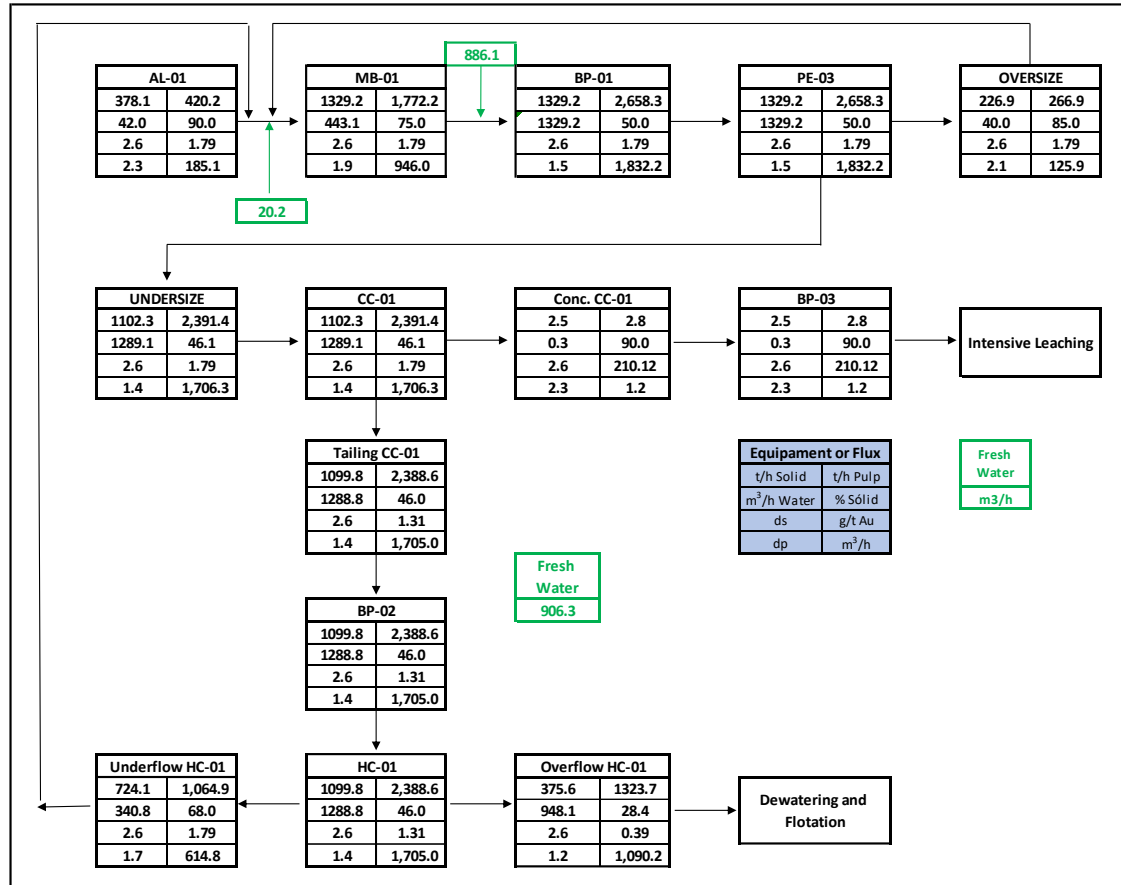 886.1
AL-01
378.1 420.2
42.0 90.0
2.6 1.79
2.3 185.1
MB-01
1329.2 1,772.2
443.1 75.0
2.6 1.79
1.9 946.0
BP-01
1329.2 2,658.3
1329.2 50.0
2.6 1.79
1.5 1,832.2
PE-03
1329.2 2,658.3
1329.2 50.0
2.6 1.79
1.5 1,832.2
OVERSIZE
226.9 266.9
40.0 85.0
2.6 1.79
2.1 125.9
20.2
UNDERSIZE
1102.3 2,391.4
1289.1 46.1
2.6 1.79
1.4 1,706.3
CC-01
1102.3 2,391.4
1289.1 46.1
2.6 1.79
1.4 1,706.3
Conc. CC-01
2.5 2.8
0.3 90.0
2.6 210.12
2.3 1.2
BP-03
2.5 2.8
0.3 90.0
2.6 210.12
2.3 1.2
Intensive Leaching
Tailing CC-01
1099.8 2,388.6
1288.8 46.0
2.6 1.31
1.4 1,705.0
Equipament or Flux
t/h Solid t/h Pulp
m³/h Water % Sólid
ds g/t Au
dp m³/h
Fresh
Water
m3/h
Fresh
Water
906.3
BP-02
1099.8 2,388.6
1288.8 46.0
2.6 1.31
1.4 1,705.0
Underflow HC-01
724.1 1,064.9
340.8 68.0
2.6 1.79
1.7 614.8
HC-01
1099.8 2,388.6
1288.8 46.0
2.6 1.31
1.4 1,705.0
Overflow HC-01
375.6 1323.7
948.1 28.4
2.6 0.39
1.2 1,090.2
Dewatering and
Flotation